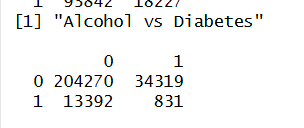 1 93842 18227
[1] "Alcohol vs Diabetes"
0 1
0 204270 34319
1 13392 831